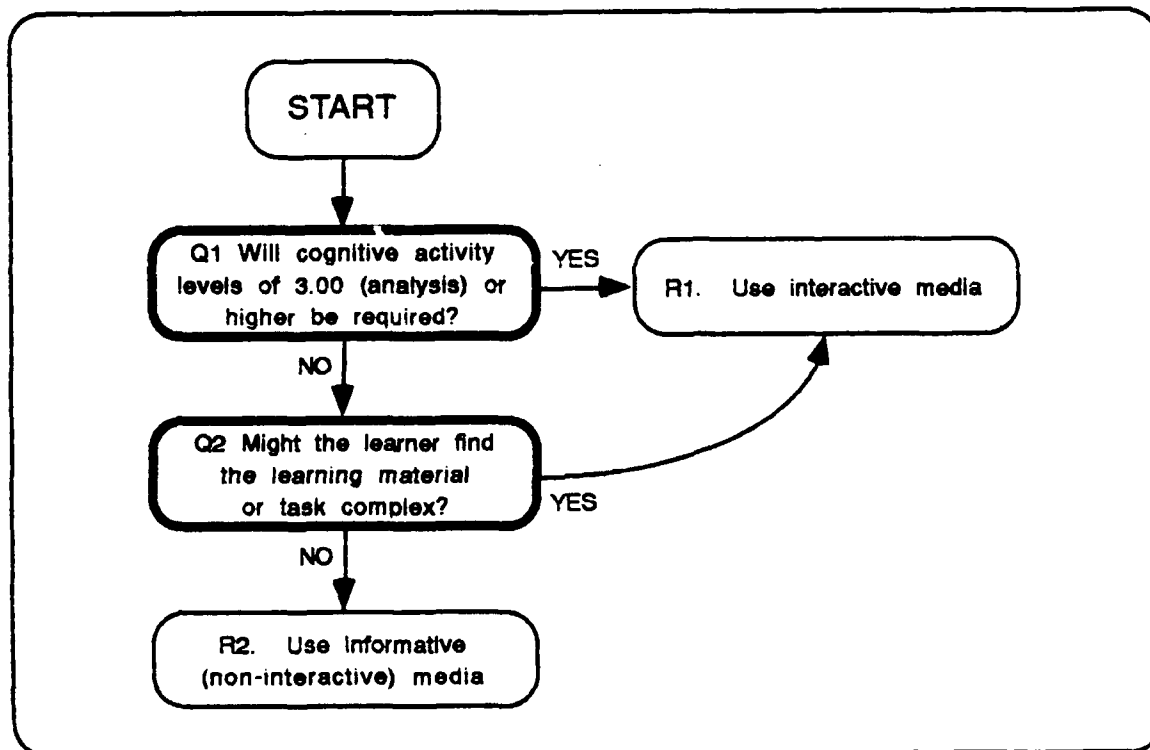 START
Q1 Will cognitive activity
levels of 3.00 (analysis) or
higher be required?
YES
R1. Use interactive media
NO
Q2 Might the learner find
the learning material
or task complex?
YES
NO
R2. Use informative
(non-interactive) media